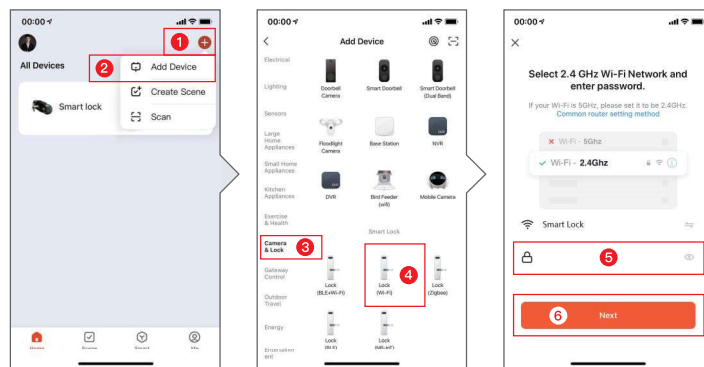 00:00
1
All Devices
2
Add Device
Create Scene
Scan
Smart lock
Home
Scene
Smart
Me
00:00
Add Device
Electrical
Lighting
Sensors
Large
Home
Appliances
Small Home
Appliances
Kitchen
Appliances
Exercise
& Health
Camera
& Lock
3
Gateway
Control
Outdoor
Travel
Energy
Entertainm
ent
Doorbell
Camera
Smart Doorbell
Smart Doorbell
(Dual Band)
Floodlight
Camera
Base Station
NVR
DVR
Bird Feeder
(wifi)
Mobile Camera
Smart Lock
4
Lock
(BLE+Wi-Fi)
Lock
(Wi-Fi)
Lock
(Zigbee)
Lock
(BLE)
Lock
(NB-IoT)
00:00
Select 2.4 GHz Wi-Fi Network and
enter password.
If your Wi-Fi is 5GHz, please set it to be 2.4GHz.
Common router setting method
Wi-Fi - 5Ghz
Wi-Fi - 2.4Ghz
Smart Lock
5
6
Next